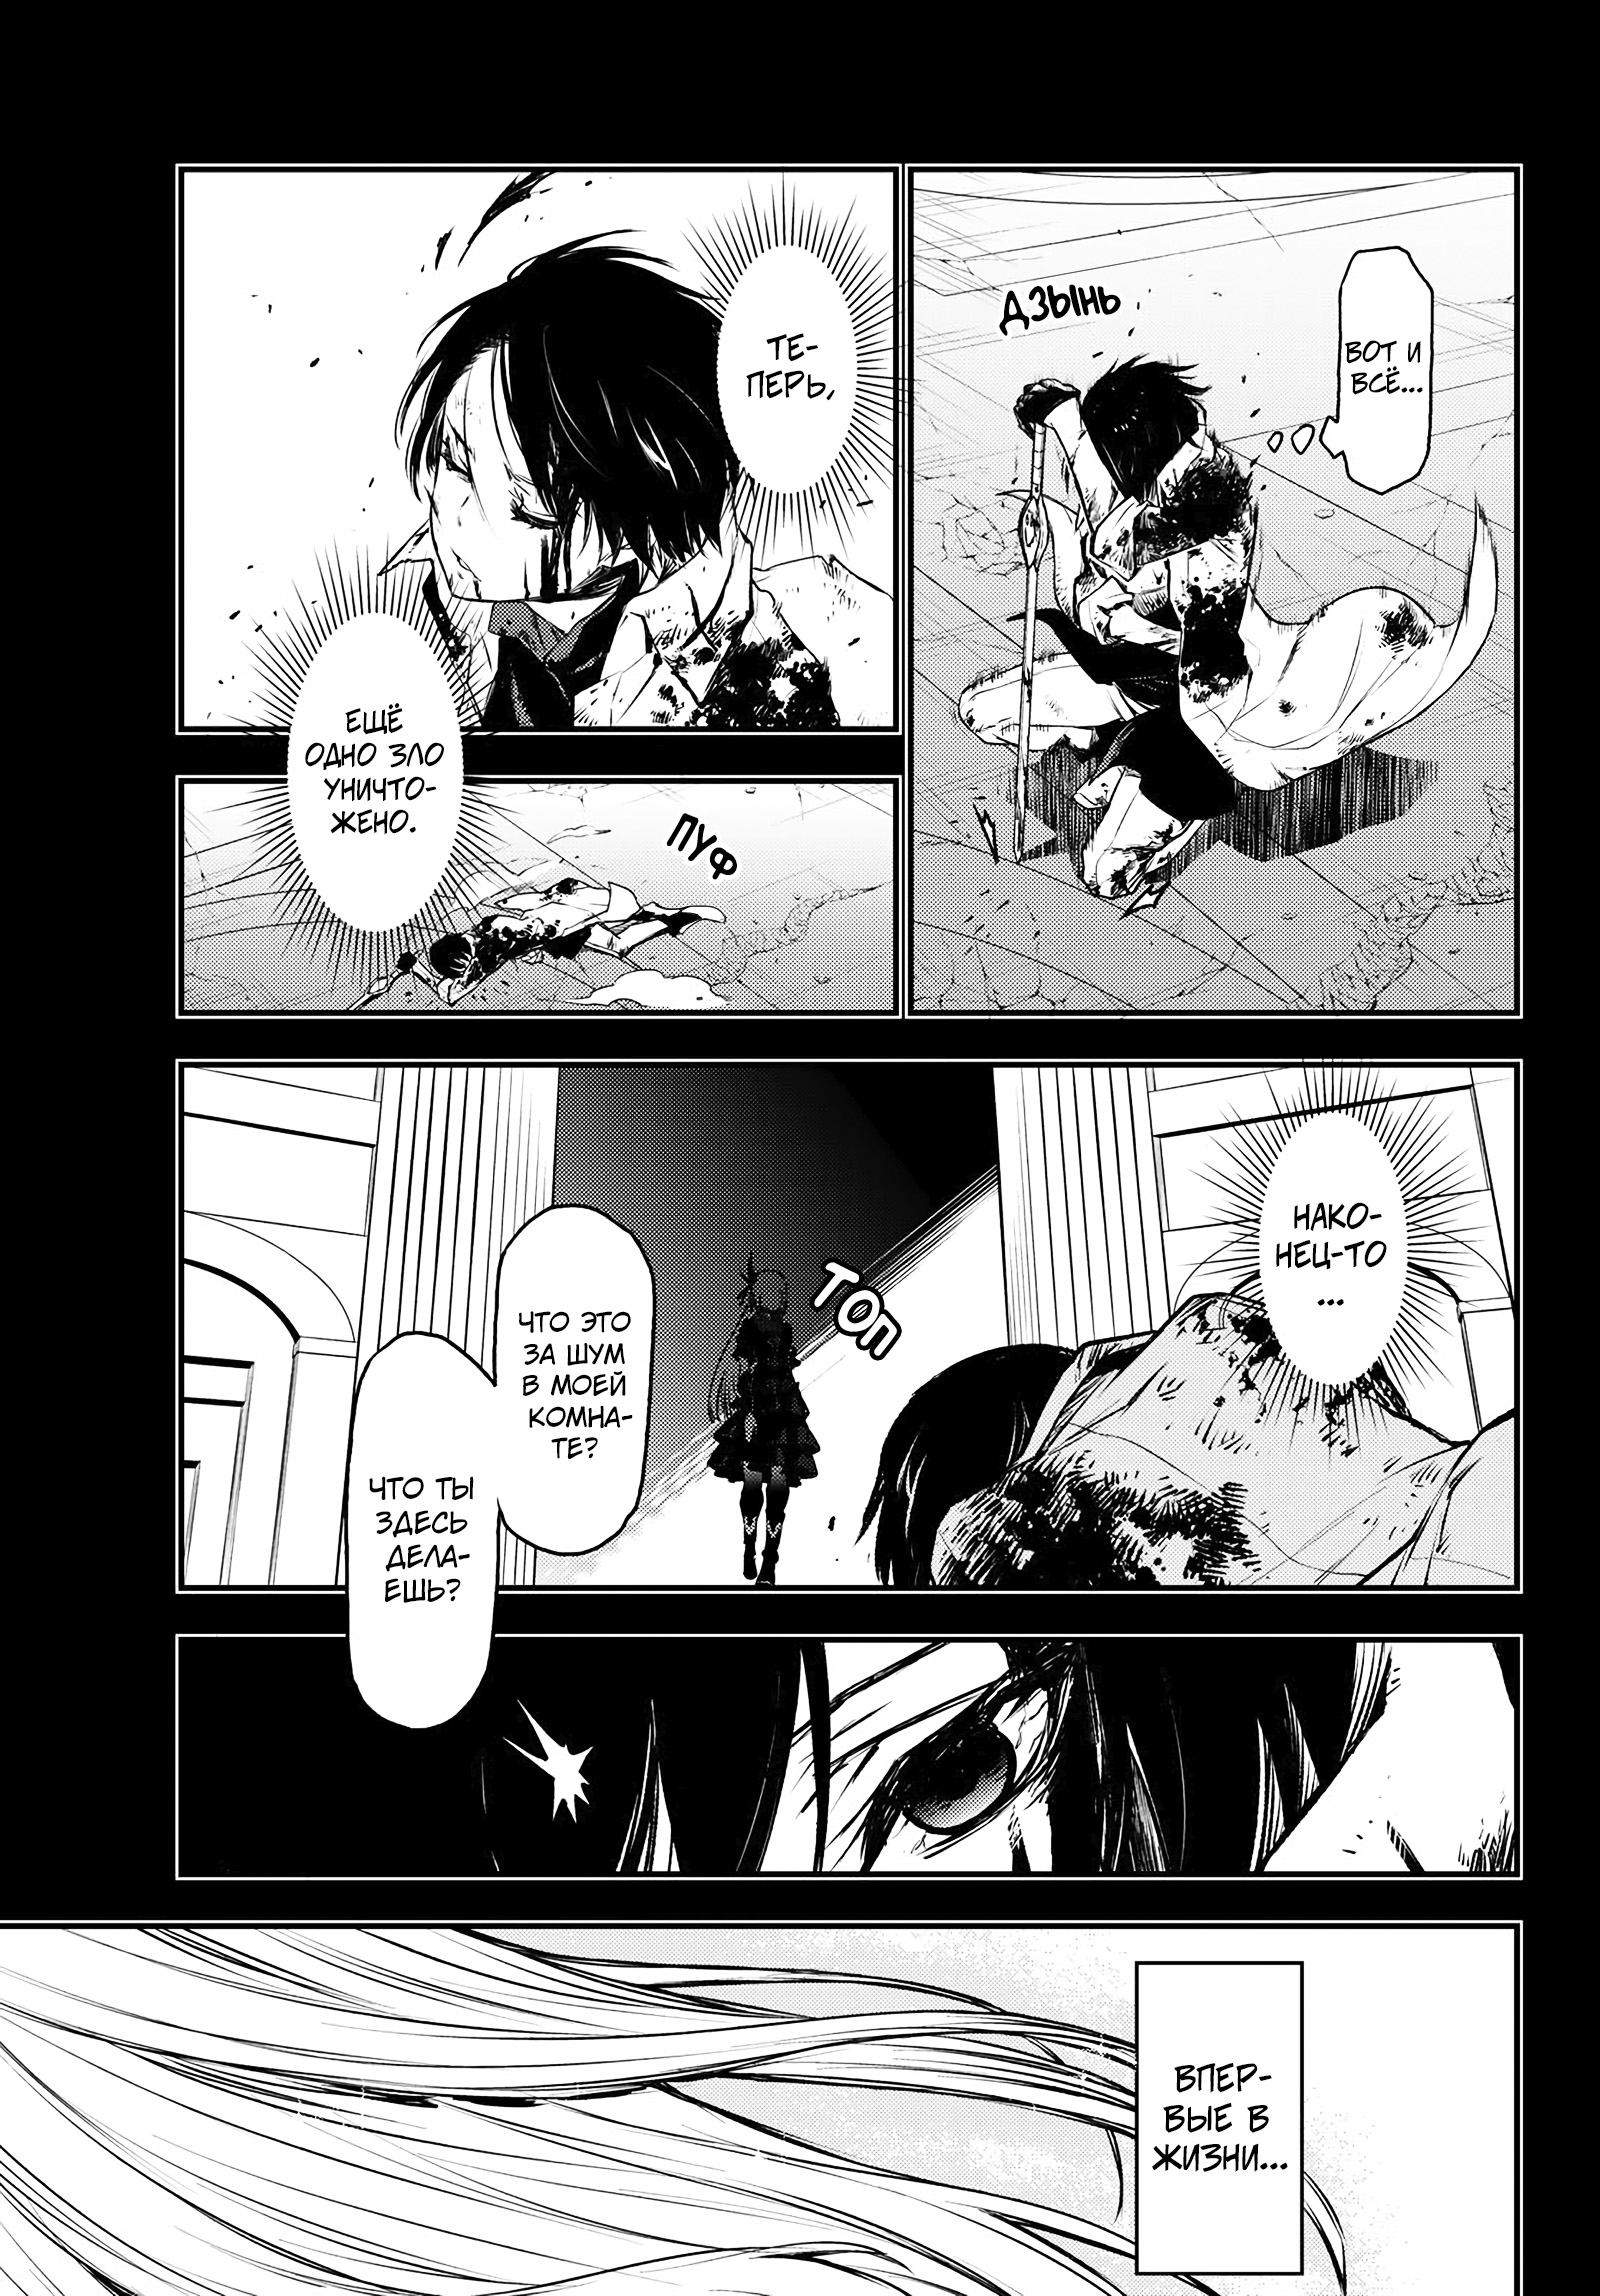 ВОТ И
ВСЁ...
ДЗЫНЬ
ТЕ-
ПЕРЬ,
ЕЩЁ
ОДНО ЗЛО
УНИЧТО-
ЖЕНО.
ПУФ
НАКО-
НЕЦ-ТО
...
ТОП
ЧТО ЭТО
ЗА ШУМ
В МОЕЙ
КОМНА-
ТЕ?
ЧТО ТЫ
ЗДЕСЬ
ДЕЛА-
ЕШЬ?
ВПЕР-
ВЫЕ В
ЖИЗНИ...